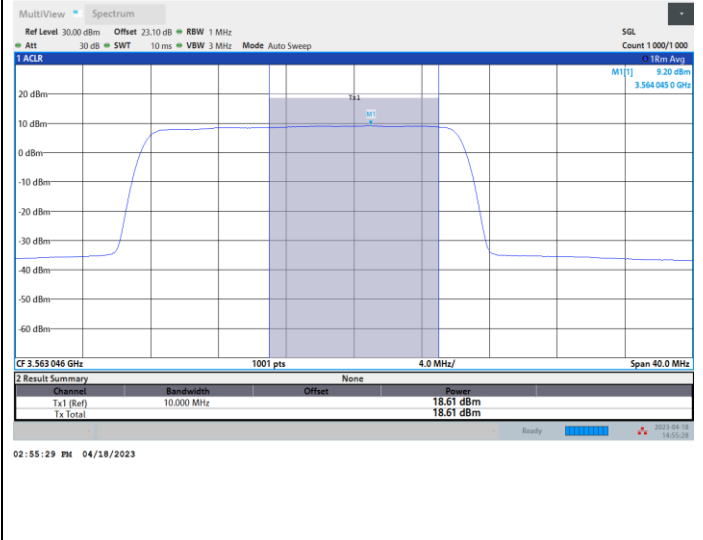 MultiView Spectrum
Ref Level 30.00 dBm Offset 23.10 dB RBW 1 MHz SGL
Att 30 dB SWT 10 ms VBW 3 MHz Mode Auto Sweep Count 1 000/1 000
1 ACLR 1Rm Avg
M1[1] 9.20 dBm
3.564 045 0 GHz
20 dBm
Tx1
10 dBm
M1
0 dBm
-10 dBm
-20 dBm
-30 dBm
-40 dBm
-50 dBm
-60 dBm
CF 3.563 046 GHz 1001 pts 4.0 MHz/ Span 40.0 MHz
2 Result Summary None
Channel Bandwidth Offset Power
Tx1 (Ref) 10.000 MHz 18.61 dBm
Tx Total 18.61 dBm
Ready 2023-04-18
14:55:28
02:55:29 PM 04/18/2023